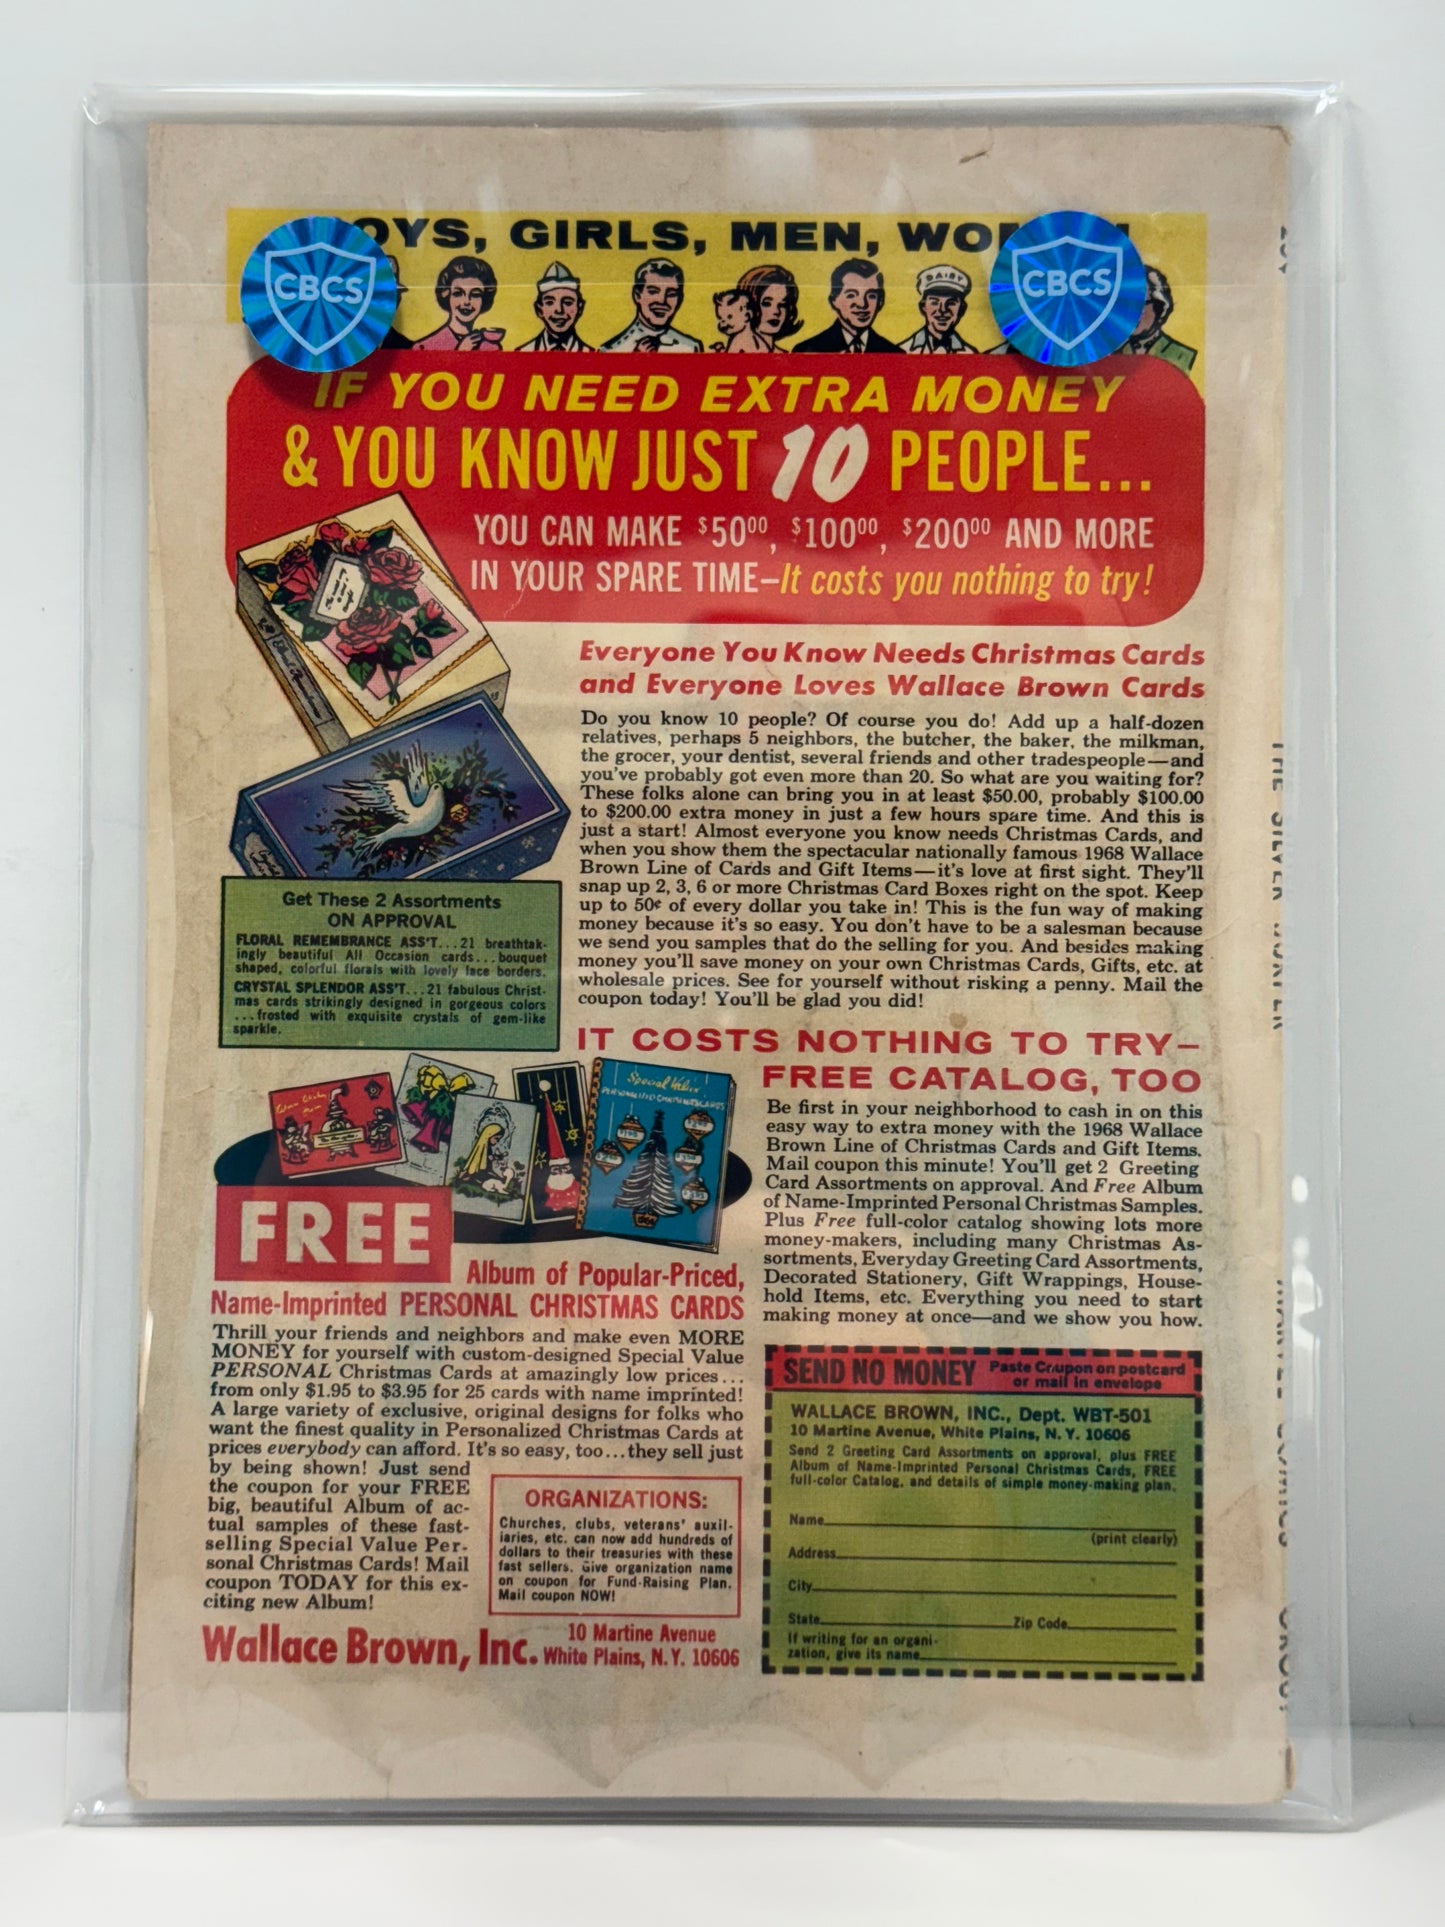 OYS, GIRLS, MEN,
CBCS
CBCS
DAIRY
IF YOU NEED EXTRA MONEY
& YOU KNOW JUST 10 PEOPLE...
YOU CAN MAKE $50⁰⁰, $100⁰⁰, $200⁰⁰ AND MORE
IN YOUR SPARE TIME—It costs you nothing to try!
Everyone You Know Needs Christmas Cards
and Everyone Loves Wallace Brown Cards
Do you know 10 people? Of course you do! Add up a half-dozen
relatives, perhaps 5 neighbors, the butcher, the baker, the milkman,
the grocer, your dentist, several friends and other tradespeople—and
you've probably got even more than 20. So what are you waiting for?
These folks alone can bring you in at least $50.00, probably $100.00
to $200.00 extra money in just a few hours spare time. And this is
just a start! Almost everyone you know needs Christmas Cards, and
when you show them the spectacular nationally famous 1968 Wallace
Brown Line of Cards and Gift Items—it's love at first sight. They'll
snap up 2, 3, 6 or more Christmas Card Boxes right on the spot. Keep
up to 50¢ of every dollar you take in! This is the fun way of making
money because it's so easy. You don't have to be a salesman because
we send you samples that do the selling for you. And besides making
money you'll save money on your own Christmas Cards, Gifts, etc. at
wholesale prices. See for yourself without risking a penny. Mail the
coupon today! You'll be glad you did!
Get These 2 Assortments
ON APPROVAL
FLORAL REMEMBRANCE ASS'T...21 breathtak-
ingly beautiful All Occasion cards...bouquet
shaped, colorful florals with lovely lace borders.
CRYSTAL SPLENDOR ASS'T...21 fabulous Christ-
mas cards strikingly designed in gorgeous colors
...frosted with exquisite crystals of gem-like
sparkle.
IT COSTS NOTHING TO TRY—
FREE CATALOG, TOO
Be first in your neighborhood to cash in on this
easy way to extra money with the 1968 Wallace
Brown Line of Christmas Cards and Gift Items.
Mail coupon this minute! You'll get 2 Greeting
Card Assortments on approval. And Free Album
of Name-Imprinted Personal Christmas Samples.
Plus Free full-color catalog showing lots more
money-makers, including many Christmas As-
sortments, Everyday Greeting Card Assortments,
Decorated Stationery, Gift Wrappings, House-
hold Items, etc. Everything you need to start
making money at once—and we show you how.
Special Value
PERSONALIZED CHRISTMAS CARDS
FREE
Album of Popular-Priced,
Name-Imprinted PERSONAL CHRISTMAS CARDS
Thrill your friends and neighbors and make even MORE
MONEY for yourself with custom-designed Special Value
PERSONAL Christmas Cards at amazingly low prices...
from only $1.95 to $3.95 for 25 cards with name imprinted!
A large variety of exclusive, original designs for folks who
want the finest quality in Personalized Christmas Cards at
prices everybody can afford. It's so easy, too...they sell just
by being shown! Just send
the coupon for your FREE
big, beautiful Album of ac-
tual samples of these fast-
selling Special Value Per-
sonal Christmas Cards! Mail
coupon TODAY for this ex-
citing new Album!
ORGANIZATIONS:
Churches, clubs, veterans' auxil-
iaries, etc. can now add hundreds of
dollars to their treasuries with these
fast sellers. Give organization name
on coupon for Fund-Raising Plan.
Mail coupon NOW!
Wallace Brown, Inc. 10 Martine Avenue
White Plains, N.Y. 10606
SEND NO MONEY Paste Coupon on postcard
or mail in envelope
WALLACE BROWN, INC., Dept. WBT-501
10 Martine Avenue, White Plains, N. Y. 10606
Send 2 Greeting Card Assortments on approval, plus FREE
Album of Name-Imprinted Personal Christmas Cards, FREE
full-color Catalog, and details of simple money-making plan.
Name
(print clearly)
Address
City
State Zip Code
If writing for an organi-
zation, give its name
THE SILVER SURFER
MARVEL COMICS GROUP